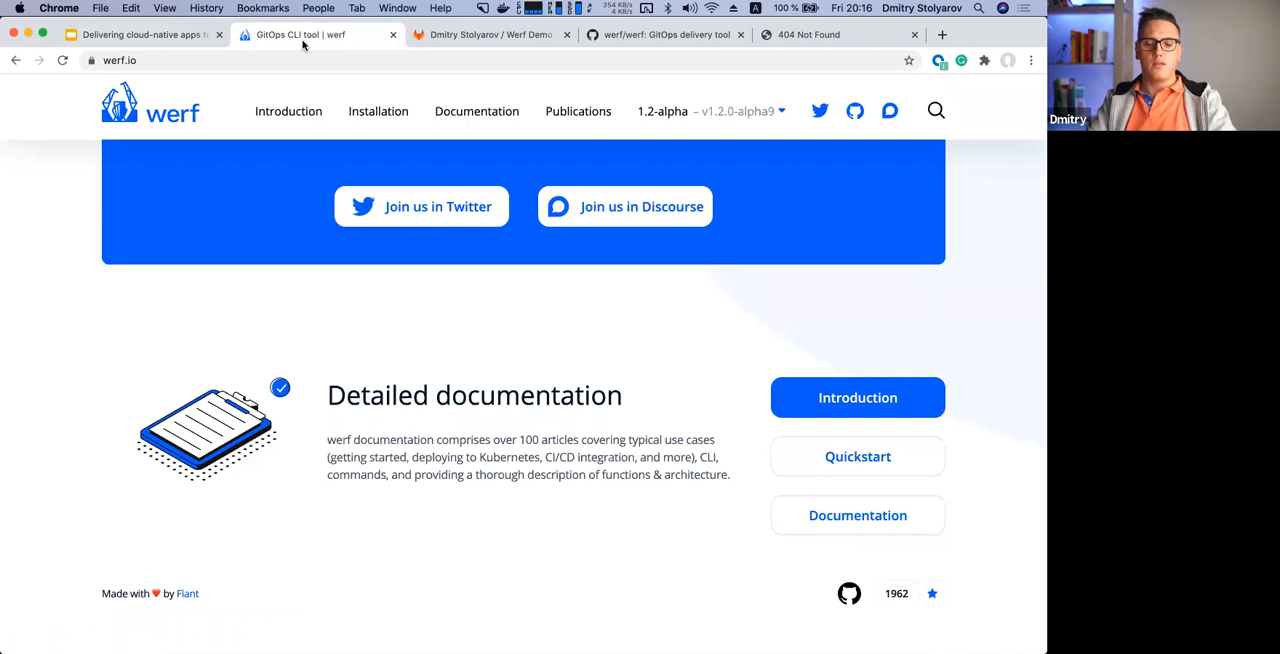 Chrome File Edit View History Bookmarks People Tab Window Help 354 KB/s 4 KB/s A 100 % Fri 20:16 Dmitry Stolyarov
Delivering cloud-native apps to GitOps CLI tool | werf Dmitry Stolyarov / Werf Demo werf/werf: GitOps delivery tool 404 Not Found
werf.io
werf Introduction Installation Documentation Publications 1.2-alpha – v1.2.0-alpha9
Dmitry
Join us in Twitter Join us in Discourse
Detailed documentation
werf documentation comprises over 100 articles covering typical use cases
(getting started, deploying to Kubernetes, CI/CD integration, and more), CLI,
commands, and providing a thorough description of functions & architecture.
Introduction
Quickstart
Documentation
Made with ❤ by Flant 1962